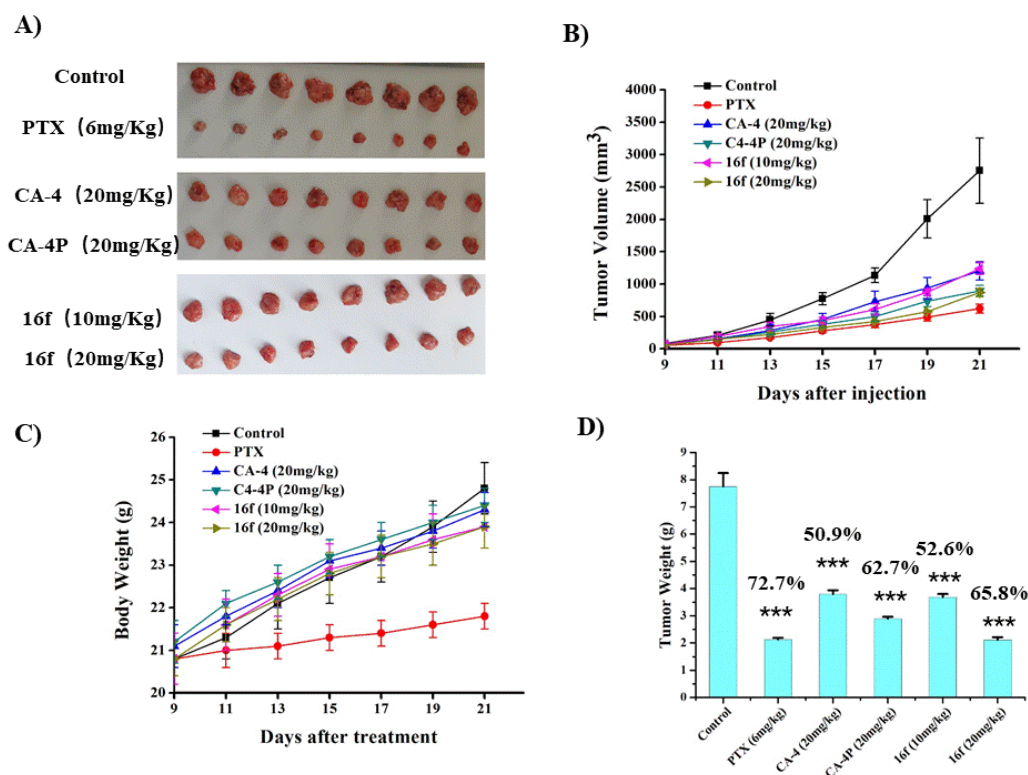 A)
Control
PTX (6mg/Kg)
CA-4 (20mg/Kg)
CA-4P (20mg/Kg)
16f (10mg/Kg)
16f (20mg/Kg)
B)
Control
PTX
CA-4 (20mg/kg)
C4-4P (20mg/kg)
16f (10mg/kg)
16f (20mg/kg)
Tumor Volume (mm³)
4000
3500
3000
2500
2000
1500
1000
500
0
9 11 13 15 17 19 21
Days after injection
C)
Control
PTX
CA-4 (20mg/kg)
C4-4P (20mg/kg)
16f (10mg/kg)
16f (20mg/kg)
Body Weight (g)
26
25
24
23
22
21
20
9 11 13 15 17 19 21
Days after treatment
D)
Tumor Weight (g)
9
8
7
6
5
4
3
2
1
0
72.7%
***
50.9%
***
62.7%
***
52.6%
***
65.8%
***
Control
PTX (6mg/kg)
CA-4 (20mg/kg)
CA-4P (20mg/kg)
16f (10mg/kg)
16f (20mg/kg)